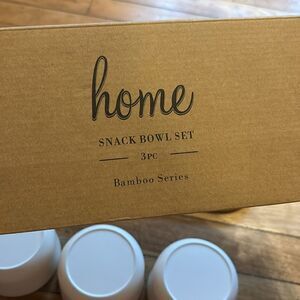 home
SNACK BOWL SET
3PC
Bamboo Series